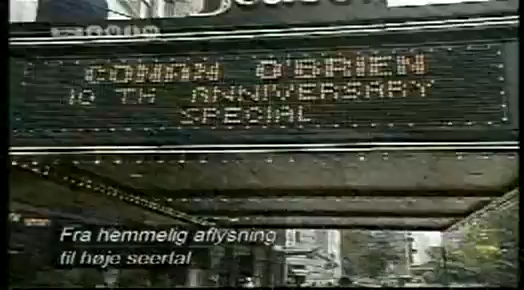 CONAN O'BRIEN
10 TH ANNIVERSARY
SPECIAL
Fra hemmelig aflysning
til høje seertal